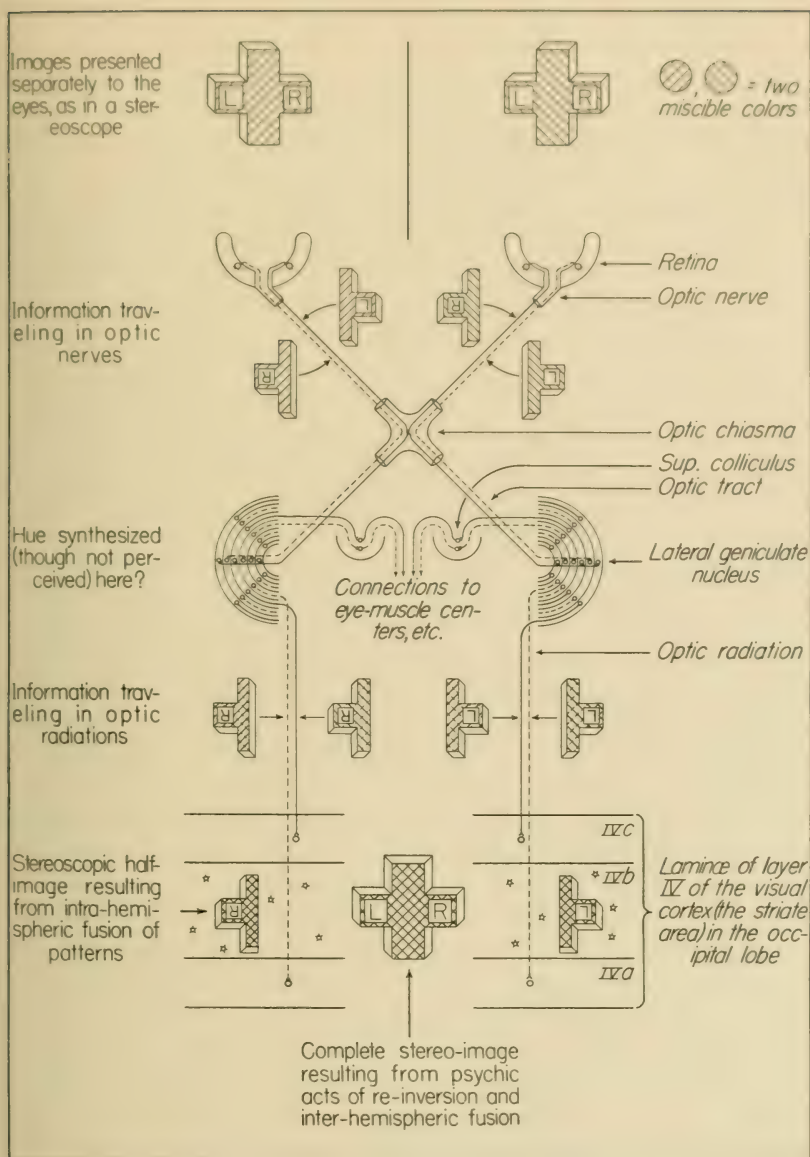 Images presented
separately to the
eyes, as in a ster-
eoscope
L R
L R
= two
miscible colors
Retina
Optic nerve
Information trav-
eling in optic
nerves
L
R
R
L
Optic chiasma
Sup. colliculus
Optic tract
Hue synthesized
(though not per-
ceived) here?
Connections to
eye-muscle cen-
ters, etc.
Lateral geniculate
nucleus
Optic radiation
Information trav-
eling in optic
radiations
R
R
L
L
IVc
Stereoscopic half-
image resulting
from intra-hemi-
spheric fusion of
patterns
R
L R
L
IVb
IVa
Laminæ of layer
IV of the visual
cortex (the striate
area) in the occ-
ipital lobe
Complete stereo-image
resulting from psychic
acts of re-inversion and
inter-hemispheric fusion